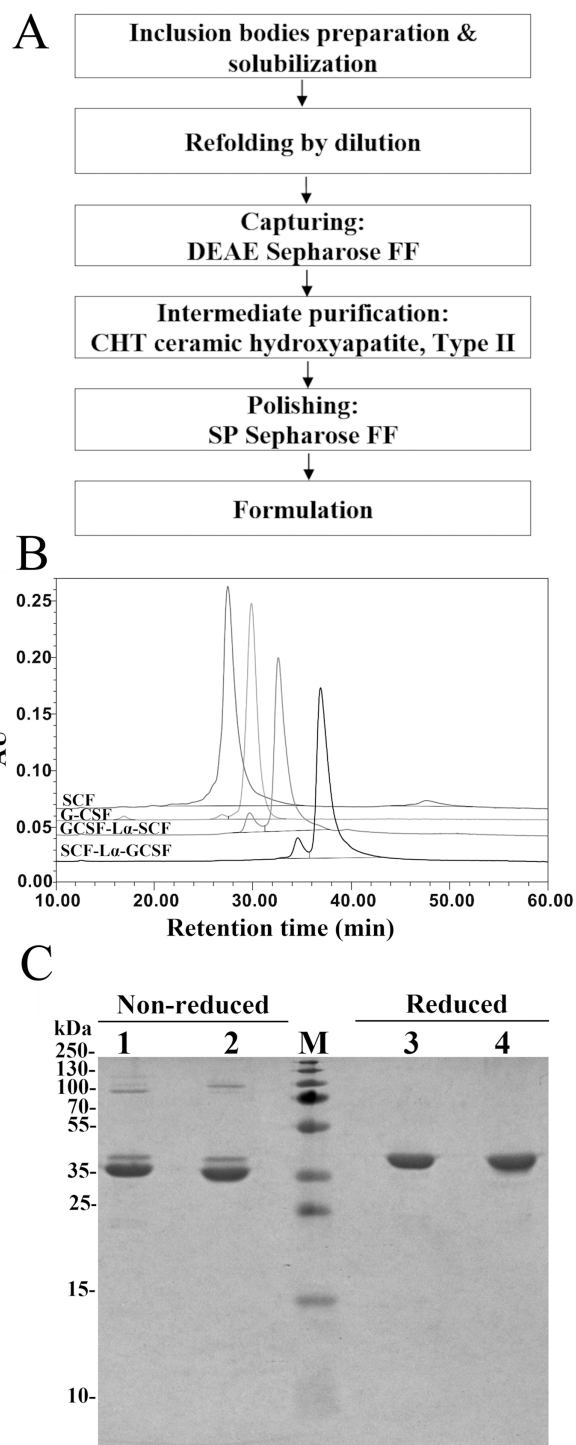 A
Inclusion bodies preparation &
solubilization
Refolding by dilution
Capturing:
DEAE Sepharose FF
Intermediate purification:
CHT ceramic hydroxyapatite, Type II
Polishing:
SP Sepharose FF
Formulation
B
0.25
0.20
0.15
AU
0.10
SCF
G-CSF
0.05
GCSF-Lα-SCF
SCF-Lα-GCSF
0.00
10.00 20.00 30.00 40.00 50.00 60.00
Retention time (min)
C
Non-reduced Reduced
kDa
1 2 M 3 4
250-
130-
100-
70-
55-
35-
25-
15-
10-